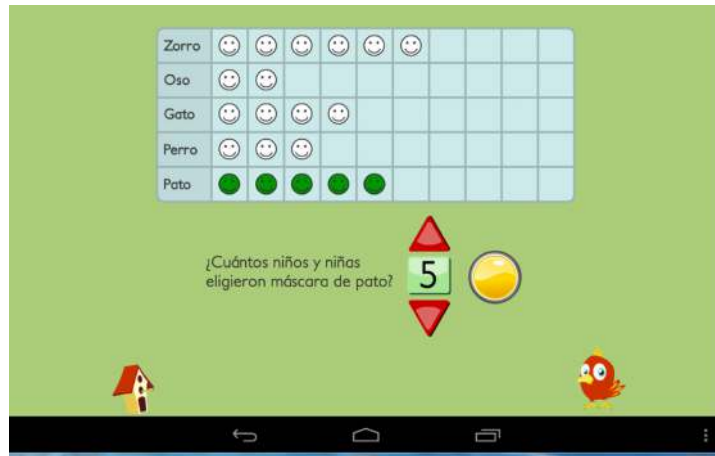 Zorro
Oso
Gato
Perro
Pato
¿Cuántos niños y niñas
eligieron máscara de pato?
5